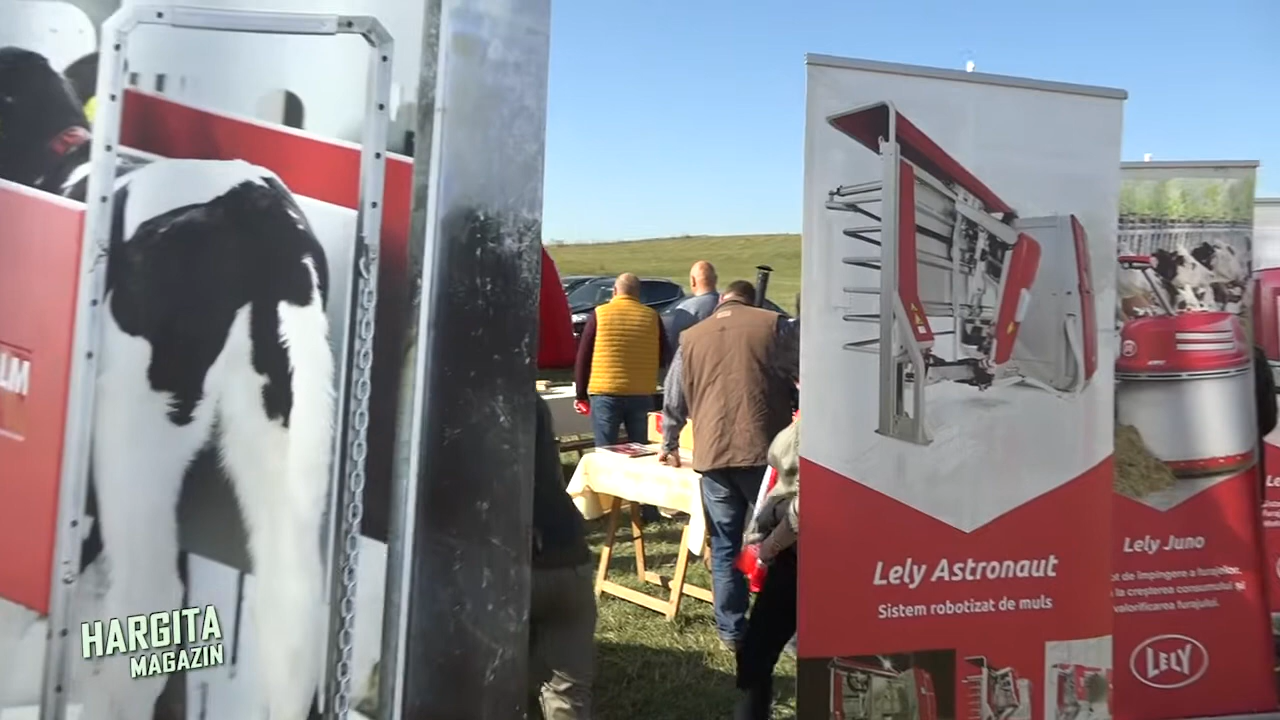 LM
HARGITA
MAGAZIN
Lely Astronaut
Sistem robotizat de muls
Lely Juno
de împingere a furajelor,
la creșterea consumului și
valorificarea furajului.
LELY